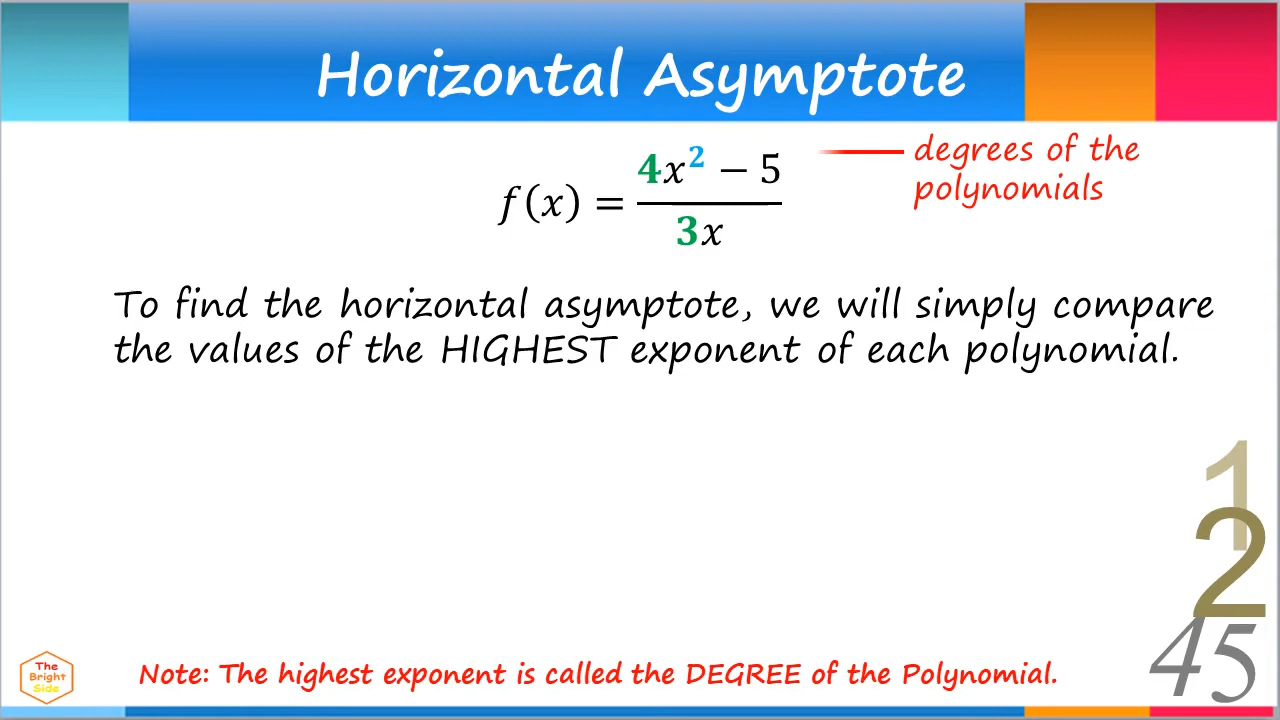 Horizontal Asymptote
f(x) = (4x² − 5)/(3x)
degrees of the
polynomials
To find the horizontal asymptote, we will simply compare
the values of the HIGHEST exponent of each polynomial.
1
2
45
The
Bright
Side
Note: The highest exponent is called the DEGREE of the Polynomial.